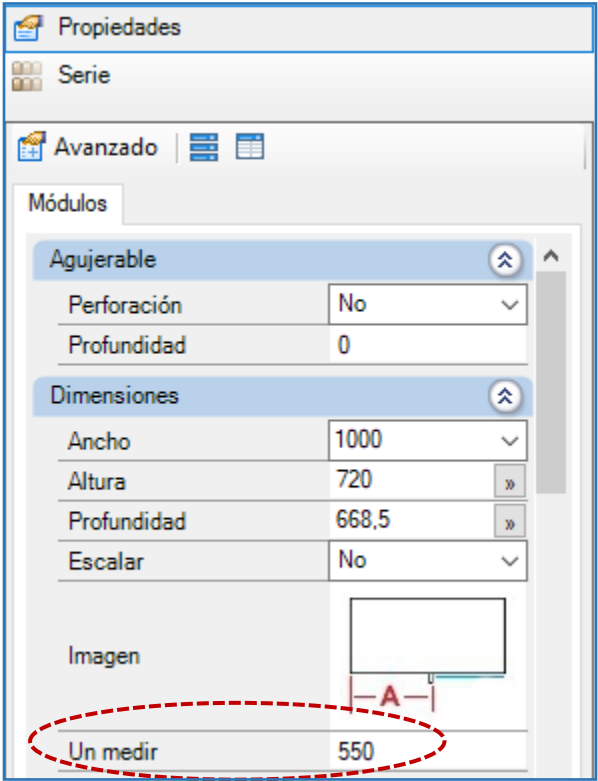 Propiedades
Serie
Avanzado
Módulos
Agujerable
Perforación No
Profundidad 0
Dimensiones
Ancho 1000
Altura 720 »
Profundidad 668,5 »
Escalar No
Imagen
A
Un medir 550